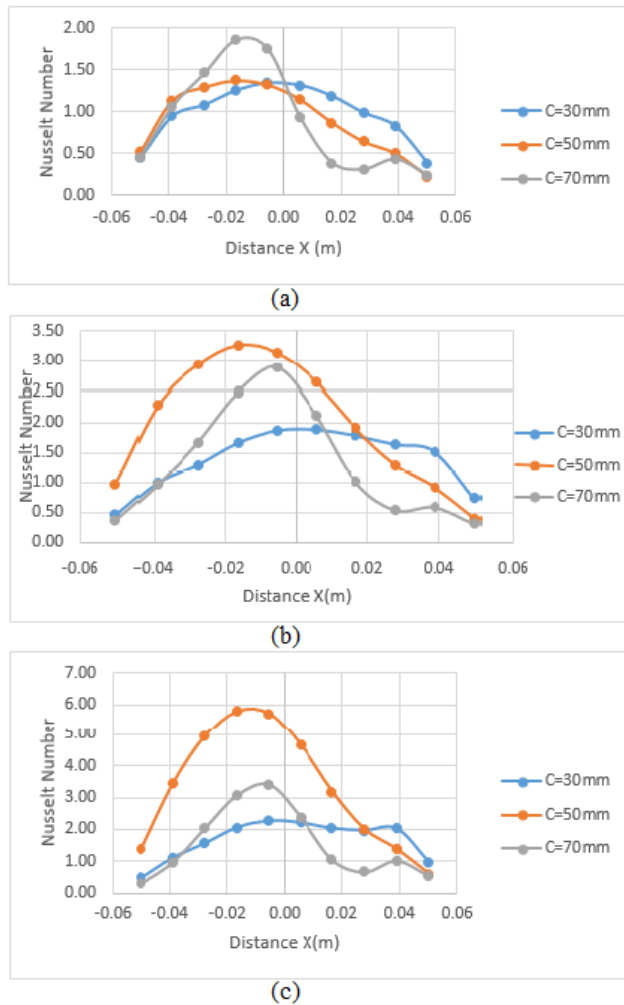 2.00
1.50
1.00
0.50
0.00
Nusselt Number
-0.06 -0.04 -0.02 0.00 0.02 0.04 0.06
Distance X (m)
C=30mm
C=50mm
C=70mm
(a)
3.50
3.00
2.50
2.00
1.50
1.00
0.50
0.00
Nusselt Number
-0.06 -0.04 -0.02 0.00 0.02 0.04 0.06
Distance X(m)
C=30mm
C=50mm
C=70mm
(b)
7.00
6.00
5.00
4.00
3.00
2.00
1.00
0.00
Nusselt Number
-0.06 -0.04 -0.02 0.00 0.02 0.04 0.06
Distance X(m)
C=30mm
C=50mm
C=70mm
(c)